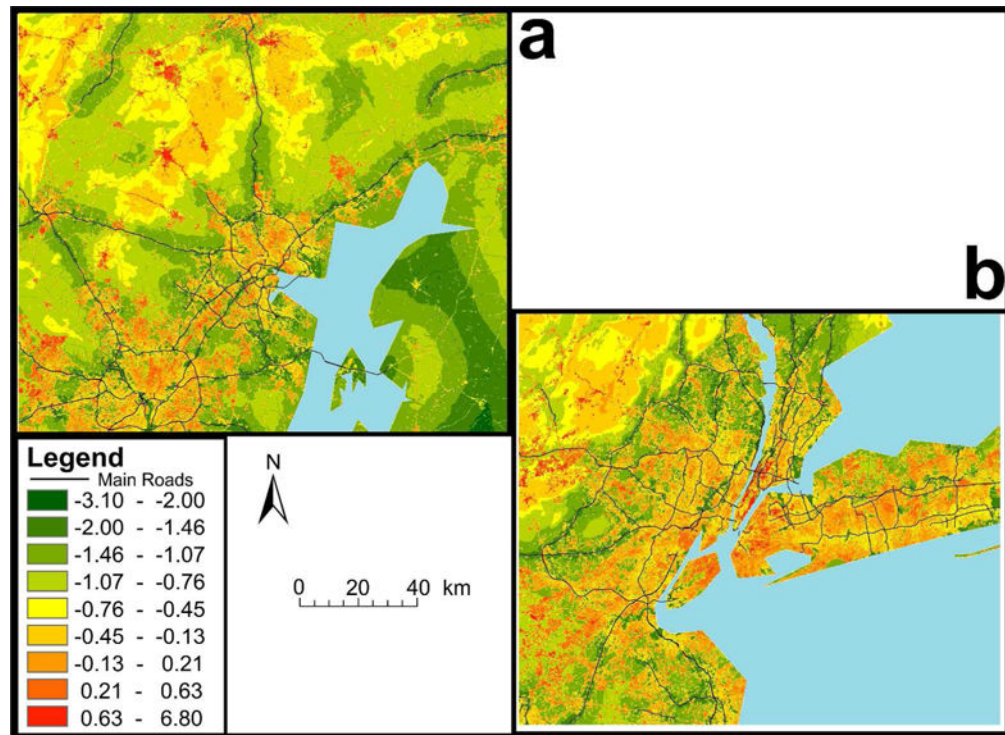 a
b
Legend
Main Roads
-3.10 - -2.00
-2.00 - -1.46
-1.46 - -1.07
-1.07 - -0.76
-0.76 - -0.45
-0.45 - -0.13
-0.13 - 0.21
0.21 - 0.63
0.63 - 6.80
N
0 20 40 km